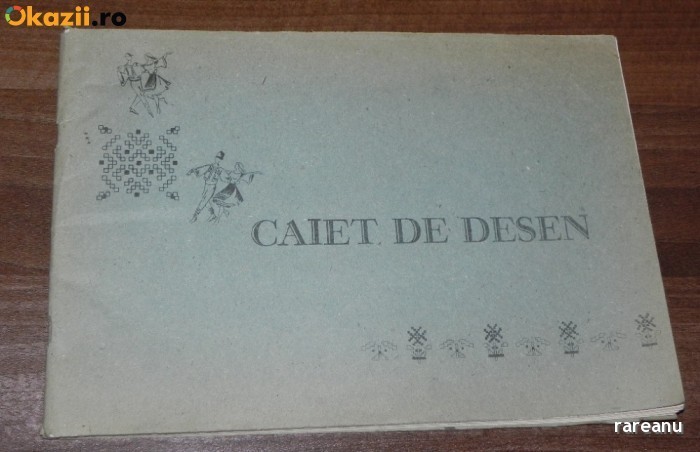 Okazii.ro
CAIET DE DESEN
rareanu